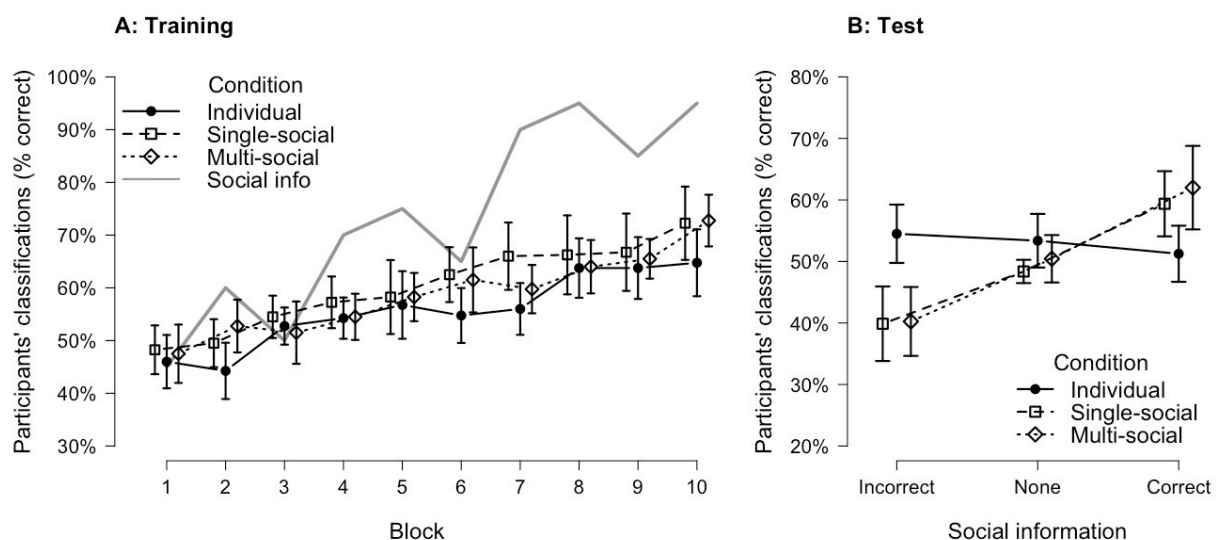 A: Training
Participants' classifications (% correct)
100%
90%
80%
70%
60%
50%
40%
30%
Condition
Individual
Single-social
Multi-social
Social info
1 2 3 4 5 6 7 8 9 10
Block
B: Test
Participants' classifications (% correct)
80%
70%
60%
50%
40%
30%
20%
Condition
Individual
Single-social
Multi-social
Incorrect None Correct
Social information